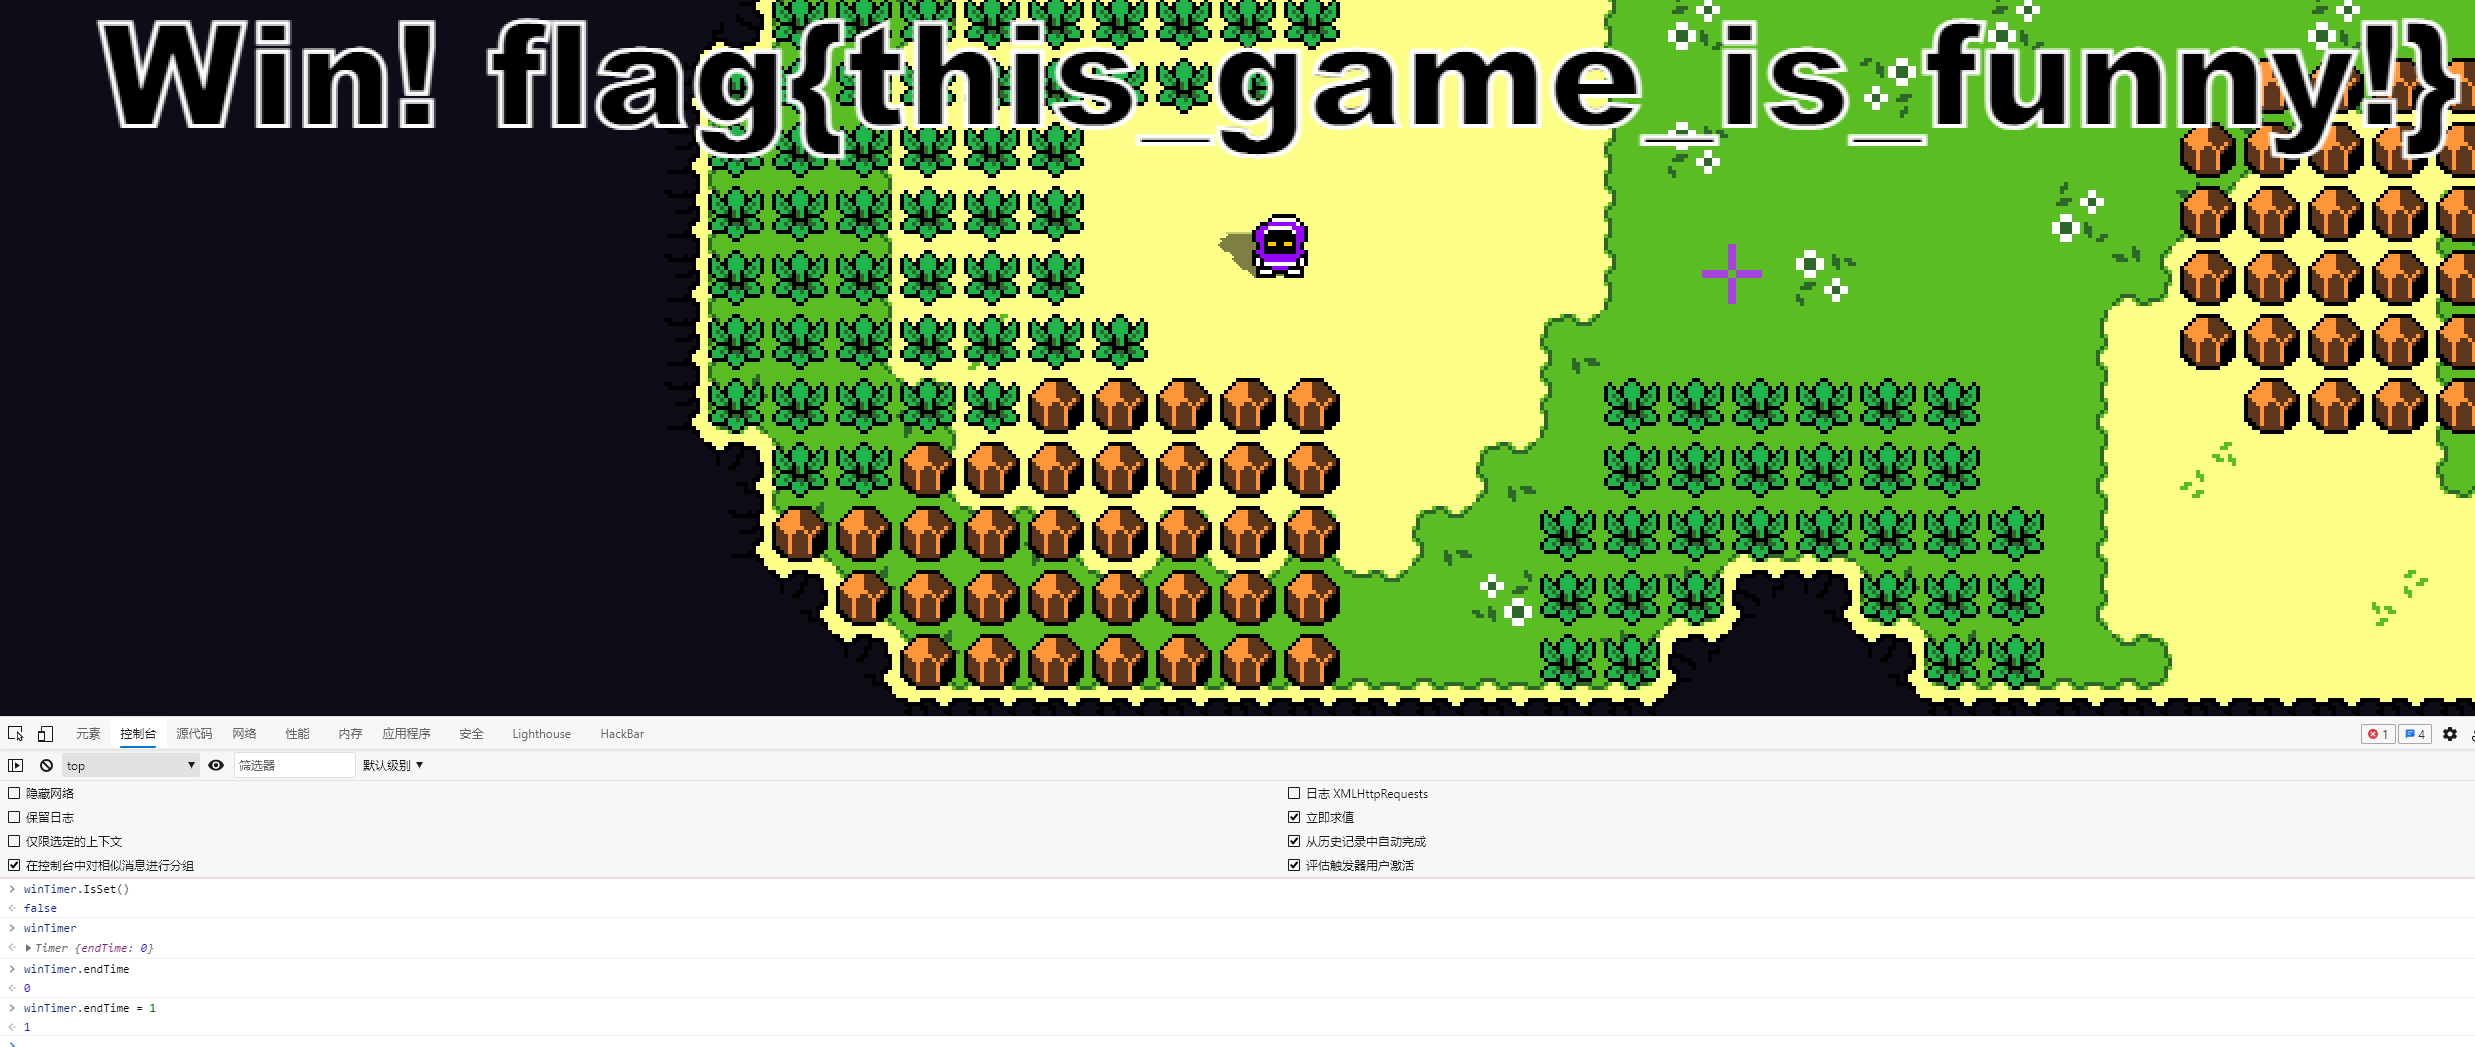 Win! flag{this_game_is_funny!}
元素 控制台 源代码 网络 性能 内存 应用程序 安全 Lighthouse HackBar 1 4
top 筛选器 默认级别
隐藏网络 日志 XMLHttpRequests
保留日志 立即求值
仅限选定的上下文 从历史记录中自动完成
在控制台中对相似消息进行分组 评估触发器用户激活
winTimer.IsSet()
false
winTimer
Timer {endTime: 0}
winTimer.endTime
0
winTimer.endTime = 1
1